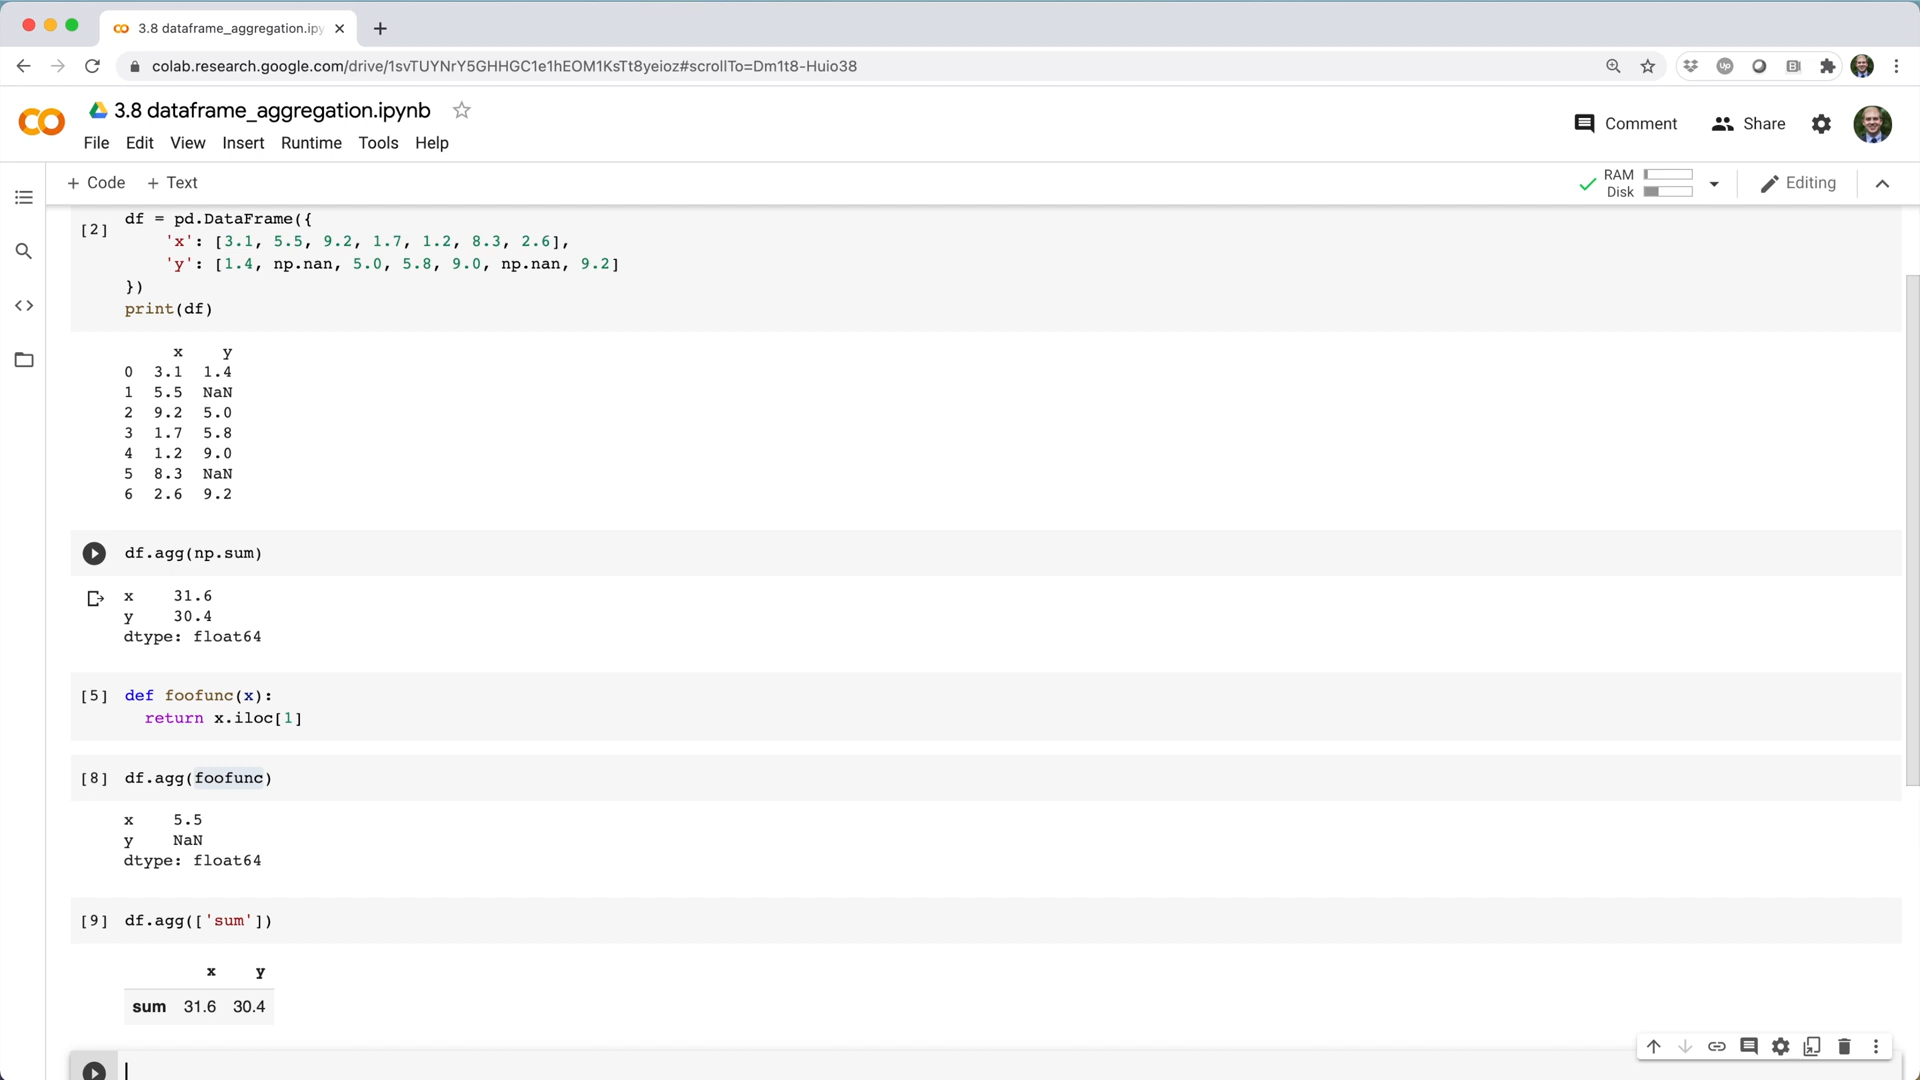 3.8 dataframe_aggregation.ipy
colab.research.google.com/drive/1svTUYNrY5GHHGC1e1hEOM1KsTt8yeioz#scrollTo=Dm1t8-Huio38
3.8 dataframe_aggregation.ipynb
File Edit View Insert Runtime Tools Help
Comment Share
+ Code + Text
RAM
Disk
Editing
[2] df = pd.DataFrame({
'x': [3.1, 5.5, 9.2, 1.7, 1.2, 8.3, 2.6],
'y': [1.4, np.nan, 5.0, 5.8, 9.0, np.nan, 9.2]
})
print(df)
x y
0 3.1 1.4
1 5.5 NaN
2 9.2 5.0
3 1.7 5.8
4 1.2 9.0
5 8.3 NaN
6 2.6 9.2
df.agg(np.sum)
x 31.6
y 30.4
dtype: float64
[5] def foofunc(x):
return x.iloc[1]
[8] df.agg(foofunc)
x 5.5
y NaN
dtype: float64
[9] df.agg(['sum'])
x y
sum 31.6 30.4